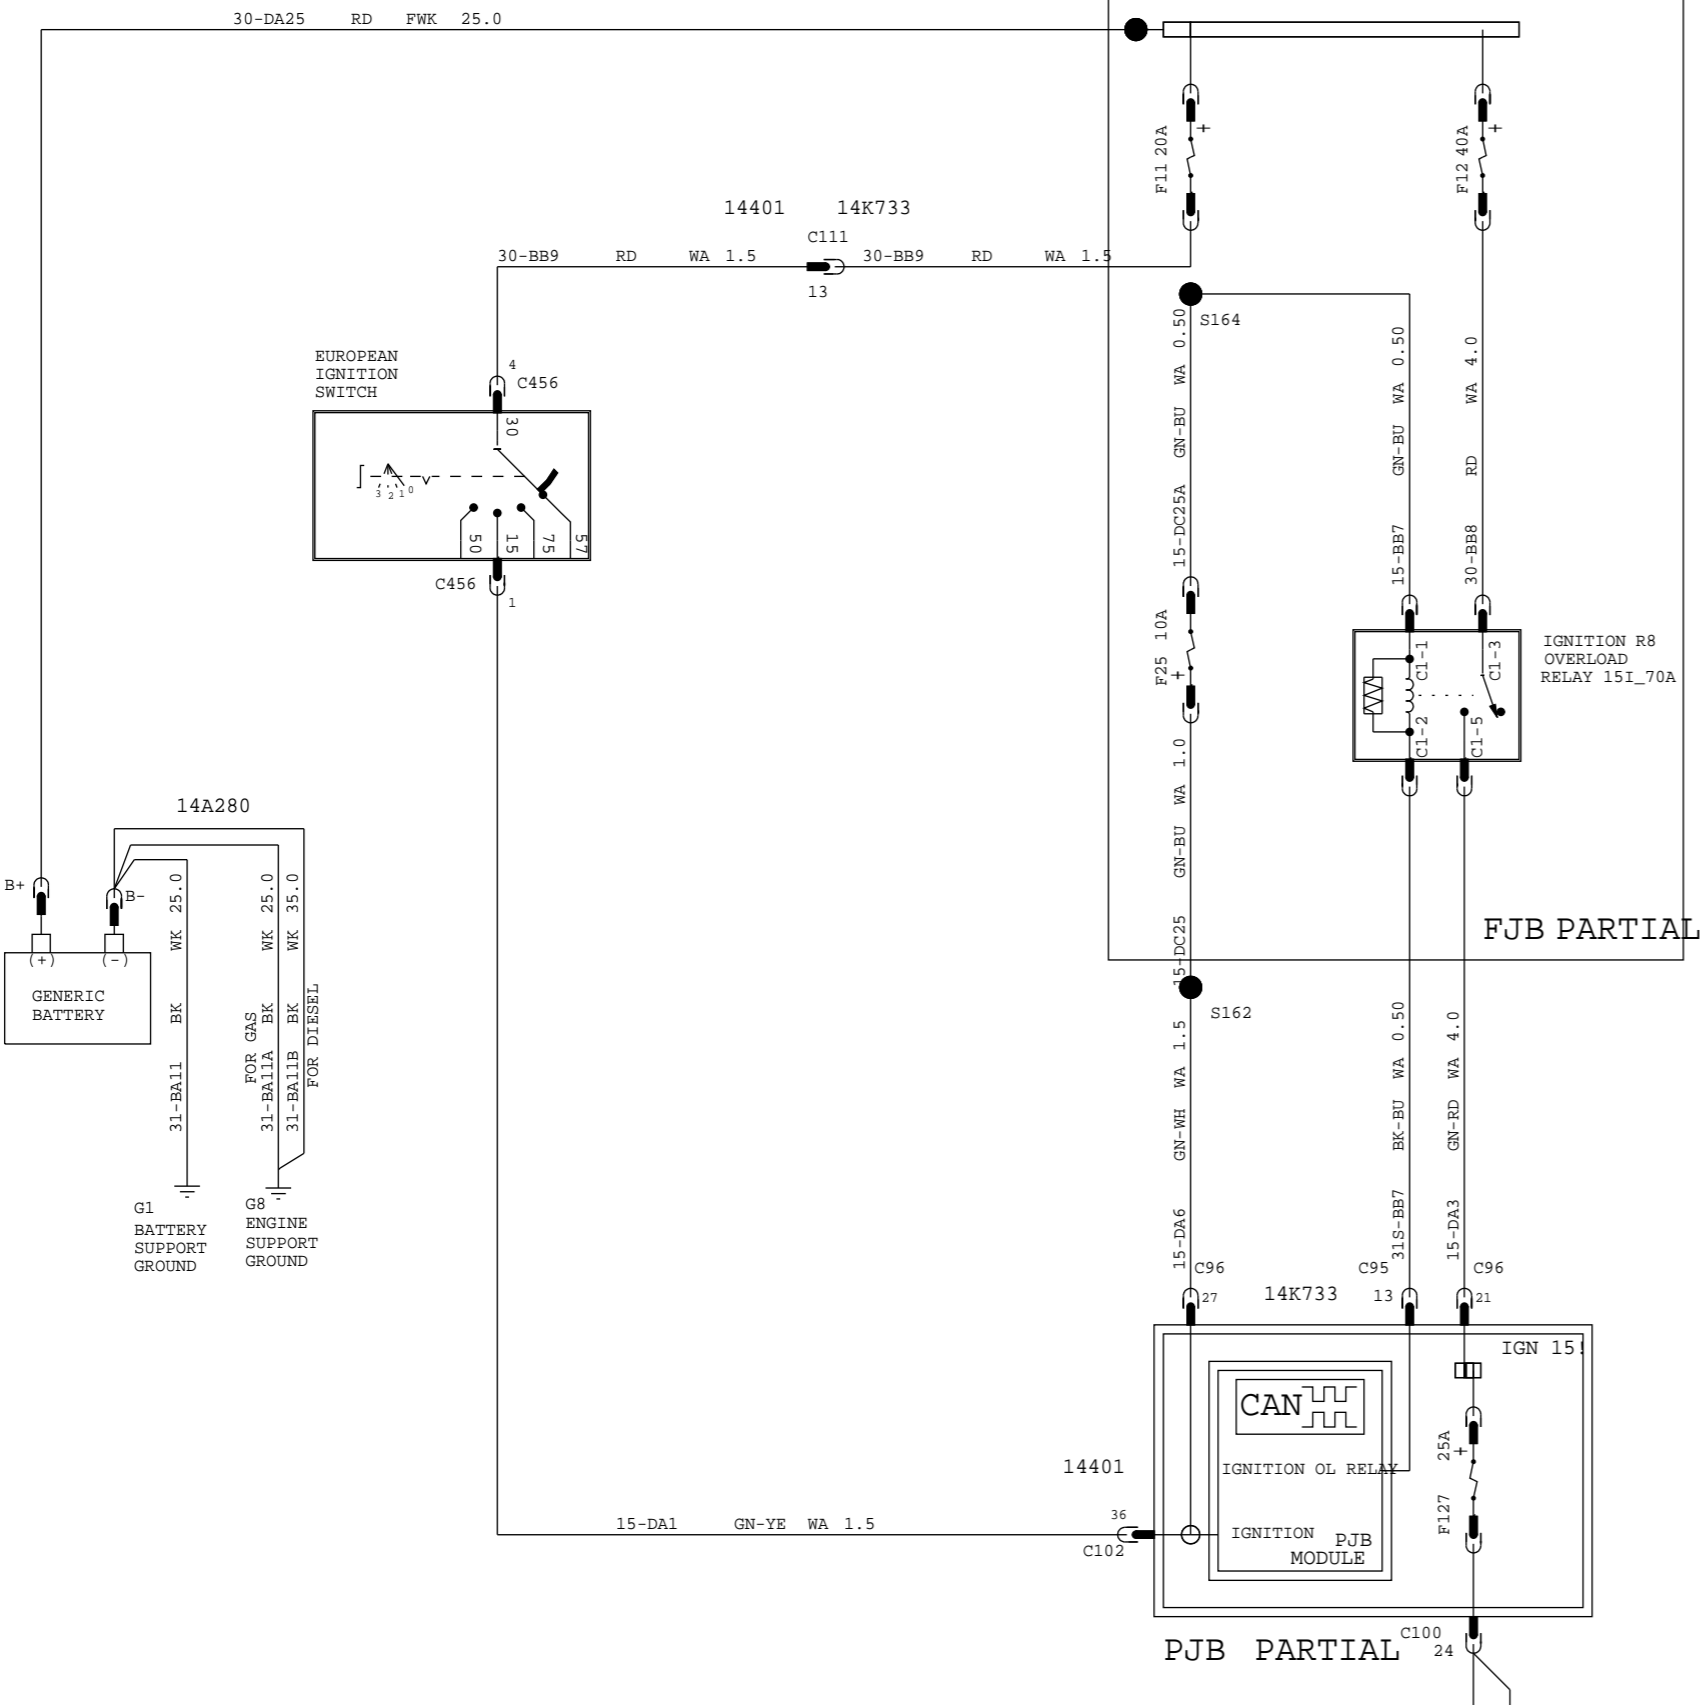 30-DA25 RD FWK 25.0
F11 20A
+
F12 40A
+
14401 14K733
C111
30-BB9 RD WA 1.5
30-BB9 RD WA 1.5
13
S164
EUROPEAN
IGNITION
SWITCH
4
C456
30
3 2 1 0
50
15
75
57
C456
1
15-DC25A GN-BU WA 0.50
15-BB7 GN-BU WA 0.50
30-BB8 RD WA 4.0
F25 10A
+
C1-1
C1-3
C1-2
C1-5
IGNITION R8
OVERLOAD
RELAY 15I_70A
15-DC25 GN-BU WA 1.0
14A280
B+
B-
(+)
(-)
GENERIC
BATTERY
31-BA11 BK WK 25.0
FOR GAS
31-BA11A BK WK 25.0
31-BA11B BK WK 35.0
FOR DIESEL
G1
BATTERY
SUPPORT
GROUND
G8
ENGINE
SUPPORT
GROUND
FJB PARTIAL
S162
15-DA6 GN-WH WA 1.5
31S-BB7 BK-BU WA 0.50
15-DA3 GN-RD WA 4.0
C96
27
14K733
C95
13
C96
21
IGN 15!
CAN
IGNITION OL RELAY
F127 25A
+
14401
15-DA1 GN-YE WA 1.5
36
C102
IGNITION
PJB
MODULE
PJB PARTIAL
C100
24